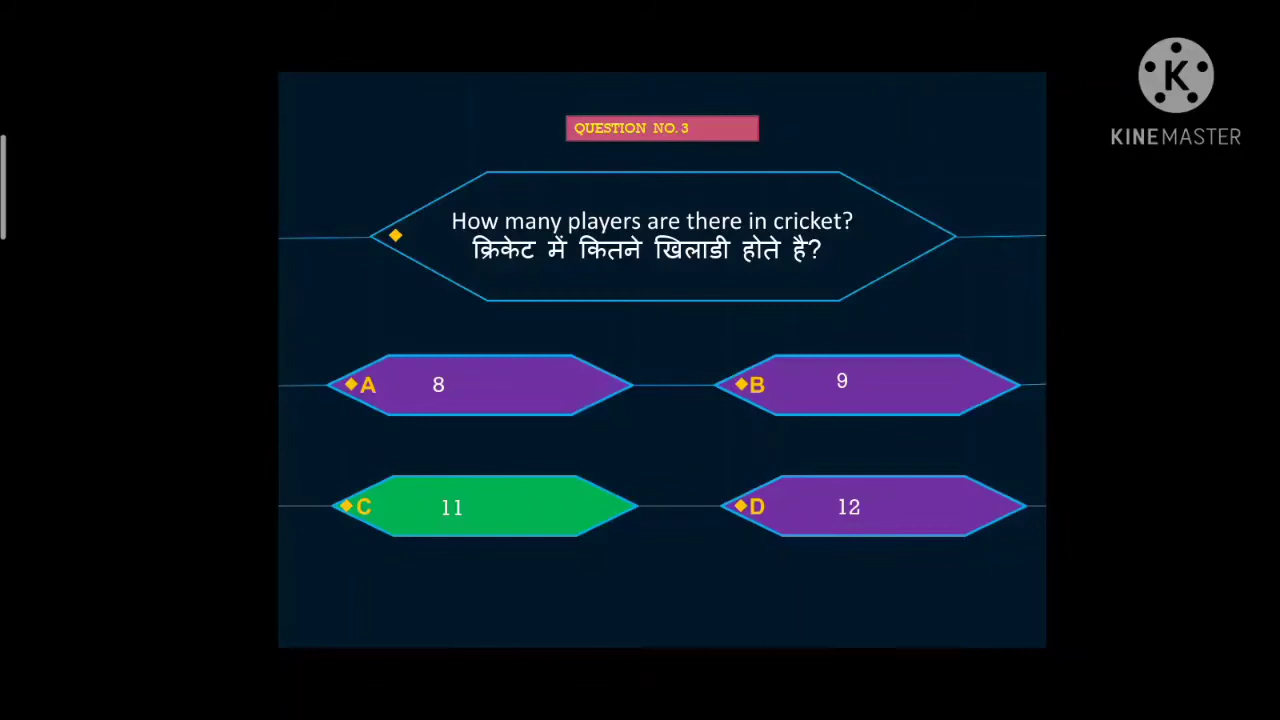 K
KINEMASTER
QUESTION NO. 3
How many players are there in cricket?
क्रिकेट में कितने खिलाडी होते है?
A 8
B 9
C 11
D 12